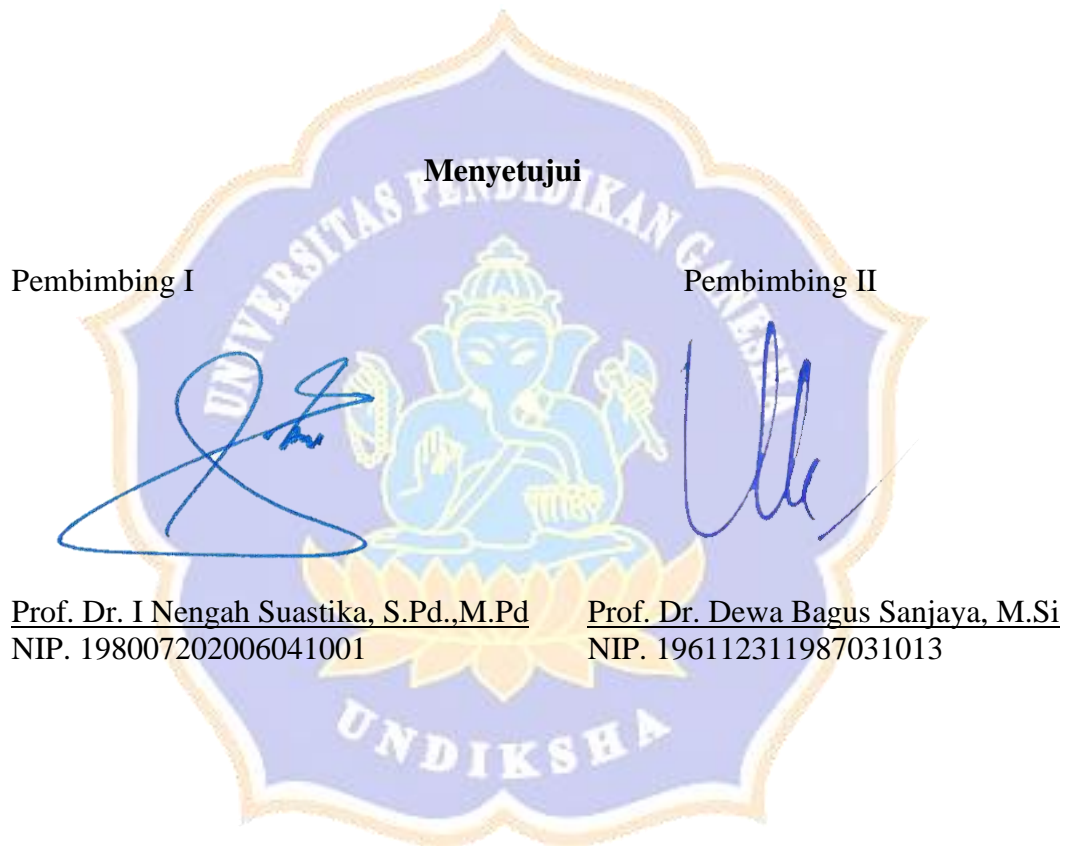 Menyetujui
UNIVERSITAS PENDIDIKAN GANESHA
Pembimbing I
Pembimbing II
Prof. Dr. I Nengah Suastika, S.Pd.,M.Pd
NIP. 198007202006041001
Prof. Dr. Dewa Bagus Sanjaya, M.Si
NIP. 196112311987031013
UNDIKSHA